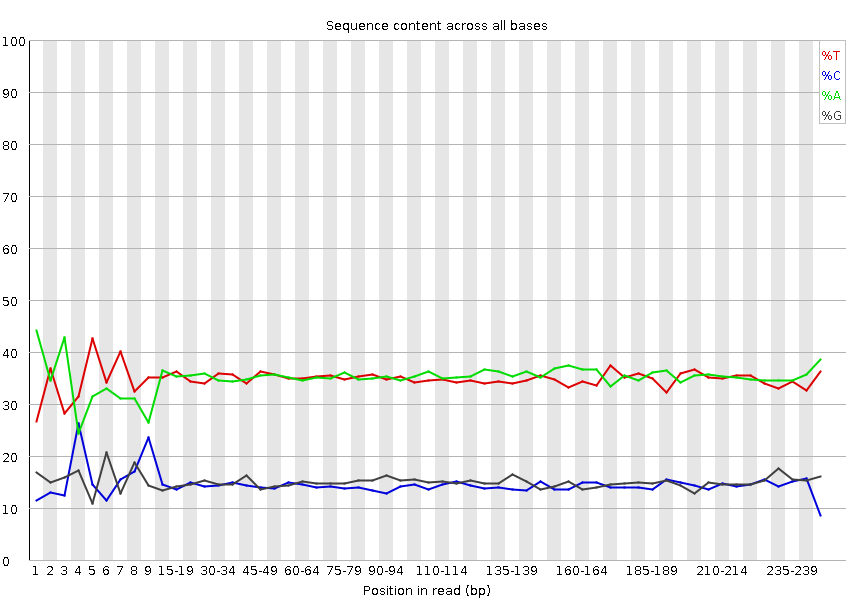 Sequence content across all bases
100
90
80
70
60
50
40
30
20
10
0
%T
%C
%A
%G
1 2 3 4 5 6 7 8 9 15-19 30-34 45-49 60-64 75-79 90-94 110-114 135-139 160-164 185-189 210-214 235-239
Position in read (bp)